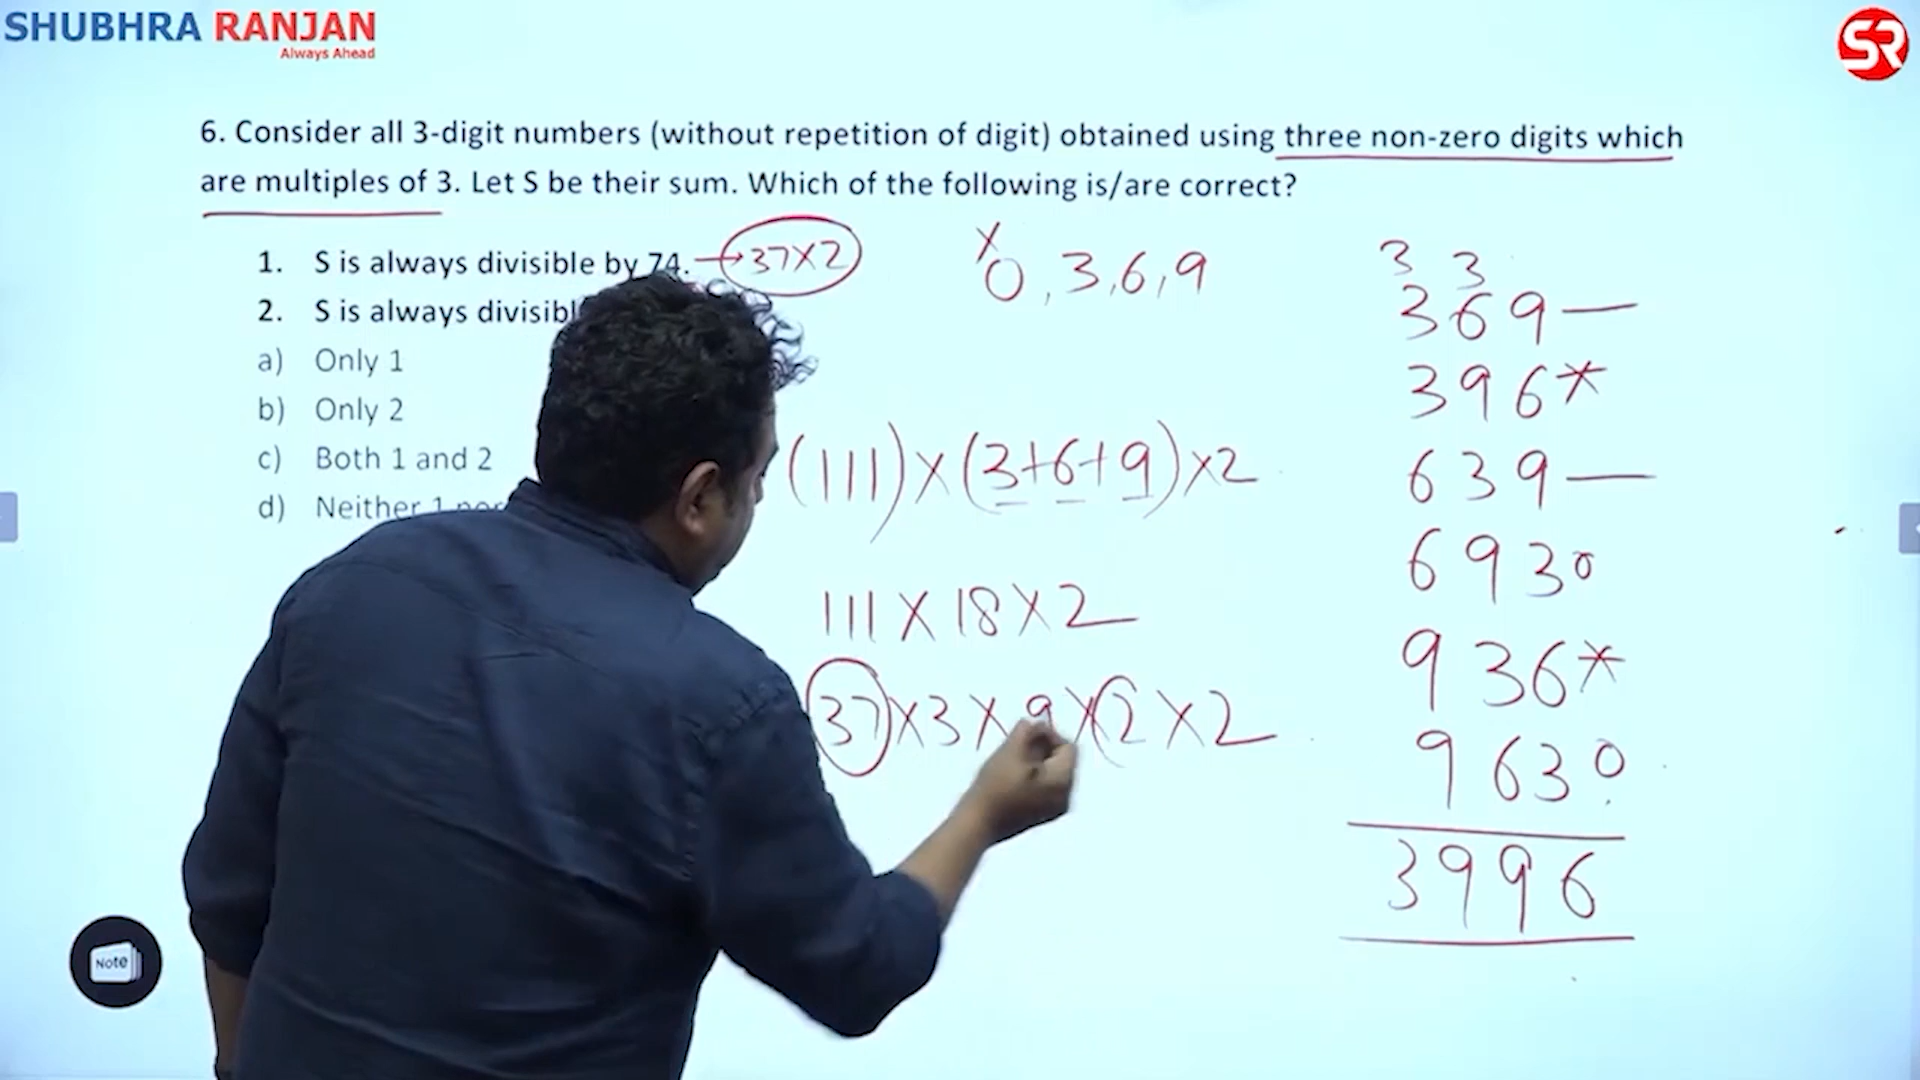 SHUBHRA RANJAN
Always Ahead
SR
6. Consider all 3-digit numbers (without repetition of digit) obtained using three non-zero digits which
are multiples of 3. Let S be their sum. Which of the following is/are correct?
1. S is always divisible by 74. → 37×2
2. S is always divisibl
a) Only 1
b) Only 2
c) Both 1 and 2
d) Neither 1 nor
x
0, 3, 6, 9
(111)×(3+6+9)×2
111×18×2
37×3×9×2×2
3 3
369—
396*
639—
6930
936*
9630
3996
Note